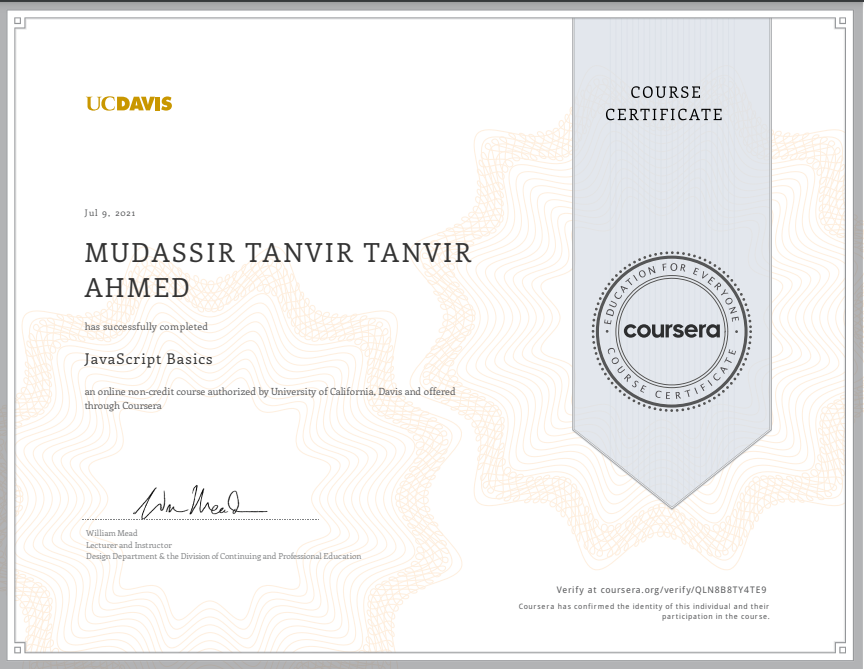 UCDAVIS
COURSE
CERTIFICATE
Jul 9, 2021
MUDASSIR TANVIR TANVIR
AHMED
has successfully completed
JavaScript Basics
an online non-credit course authorized by University of California, Davis and offered
through Coursera
EDUCATION FOR EVERYONE
coursera
COURSE CERTIFICATE
William Mead
Lecturer and Instructor
Design Department & the Division of Continuing and Professional Education
Verify at coursera.org/verify/QLN8B8TY4TE9
Coursera has confirmed the identity of this individual and their
participation in the course.